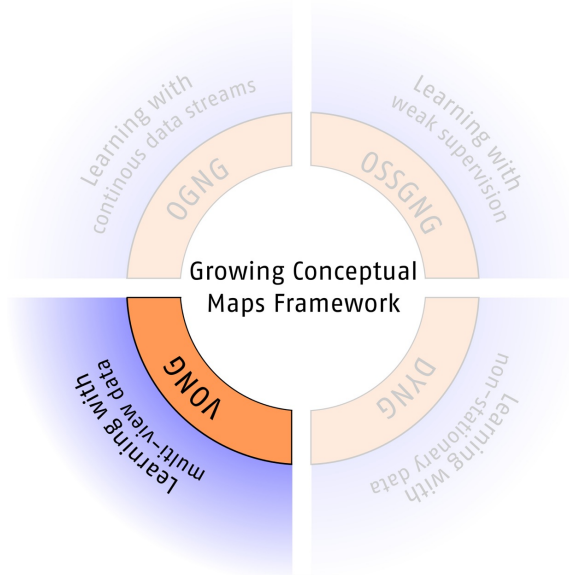 Learning with
continous data streams
OGNG
Learning with
weak supervision
OSSGNG
Growing Conceptual
Maps Framework
VONG
Learning with
multi-view data
DYNG
Learning with
non-stationary data